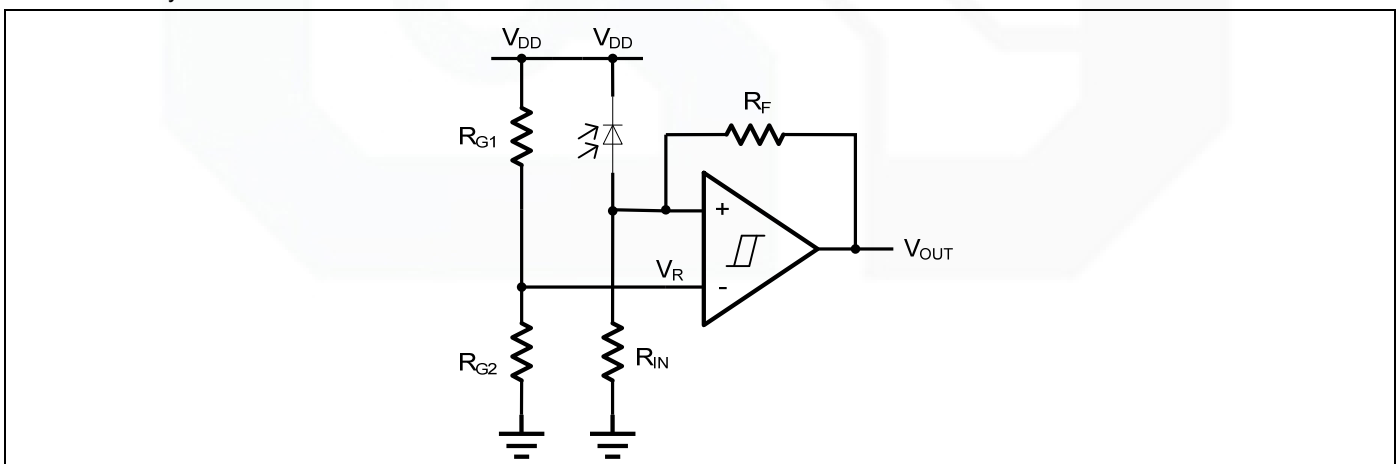 VDD VDD
RF
RG1
+
VOUT
VR
-
RG2
RIN